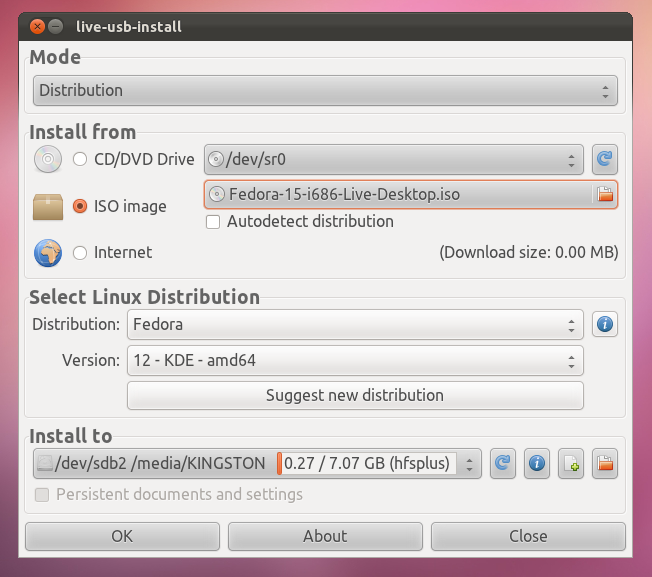 live-usb-install
Mode
Distribution
Install from
CD/DVD Drive /dev/sr0
ISO image Fedora-15-i686-Live-Desktop.iso
Autodetect distribution
Internet (Download size: 0.00 MB)
Select Linux Distribution
Distribution: Fedora
Version: 12 - KDE - amd64
Suggest new distribution
Install to
/dev/sdb2 /media/KINGSTON 0.27 / 7.07 GB (hfsplus)
Persistent documents and settings
OK About Close